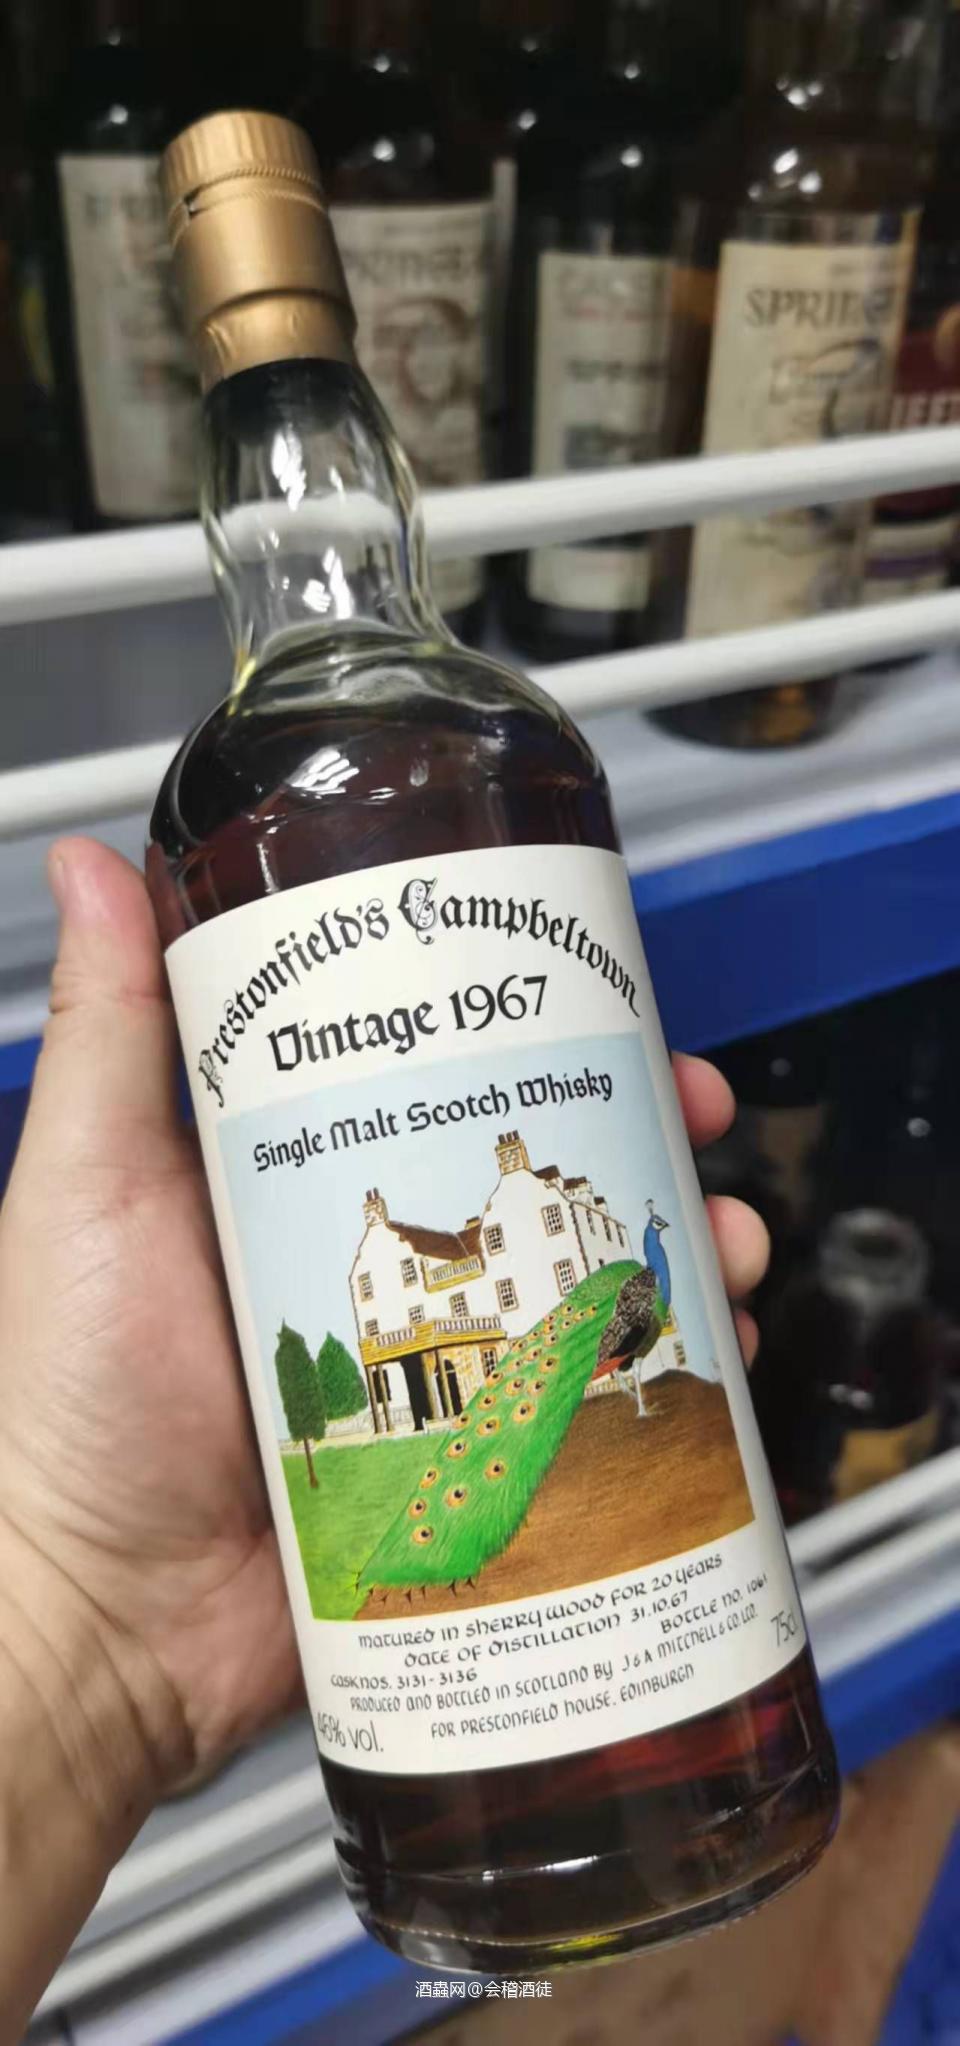 SPRING
Prestonfield's Campbeltown
Vintage 1967
Single Malt Scotch Whisky
matured in sherry wood for 20 years
date of distillation 31.10.67
cask nos. 3131-3136
Bottle no. 1061
produced and bottled in Scotland by J & A Mitchell & Co. Ltd.
75cl
46% vol.
for Prestonfield House, Edinburgh
酒蟲网@会稽酒徒